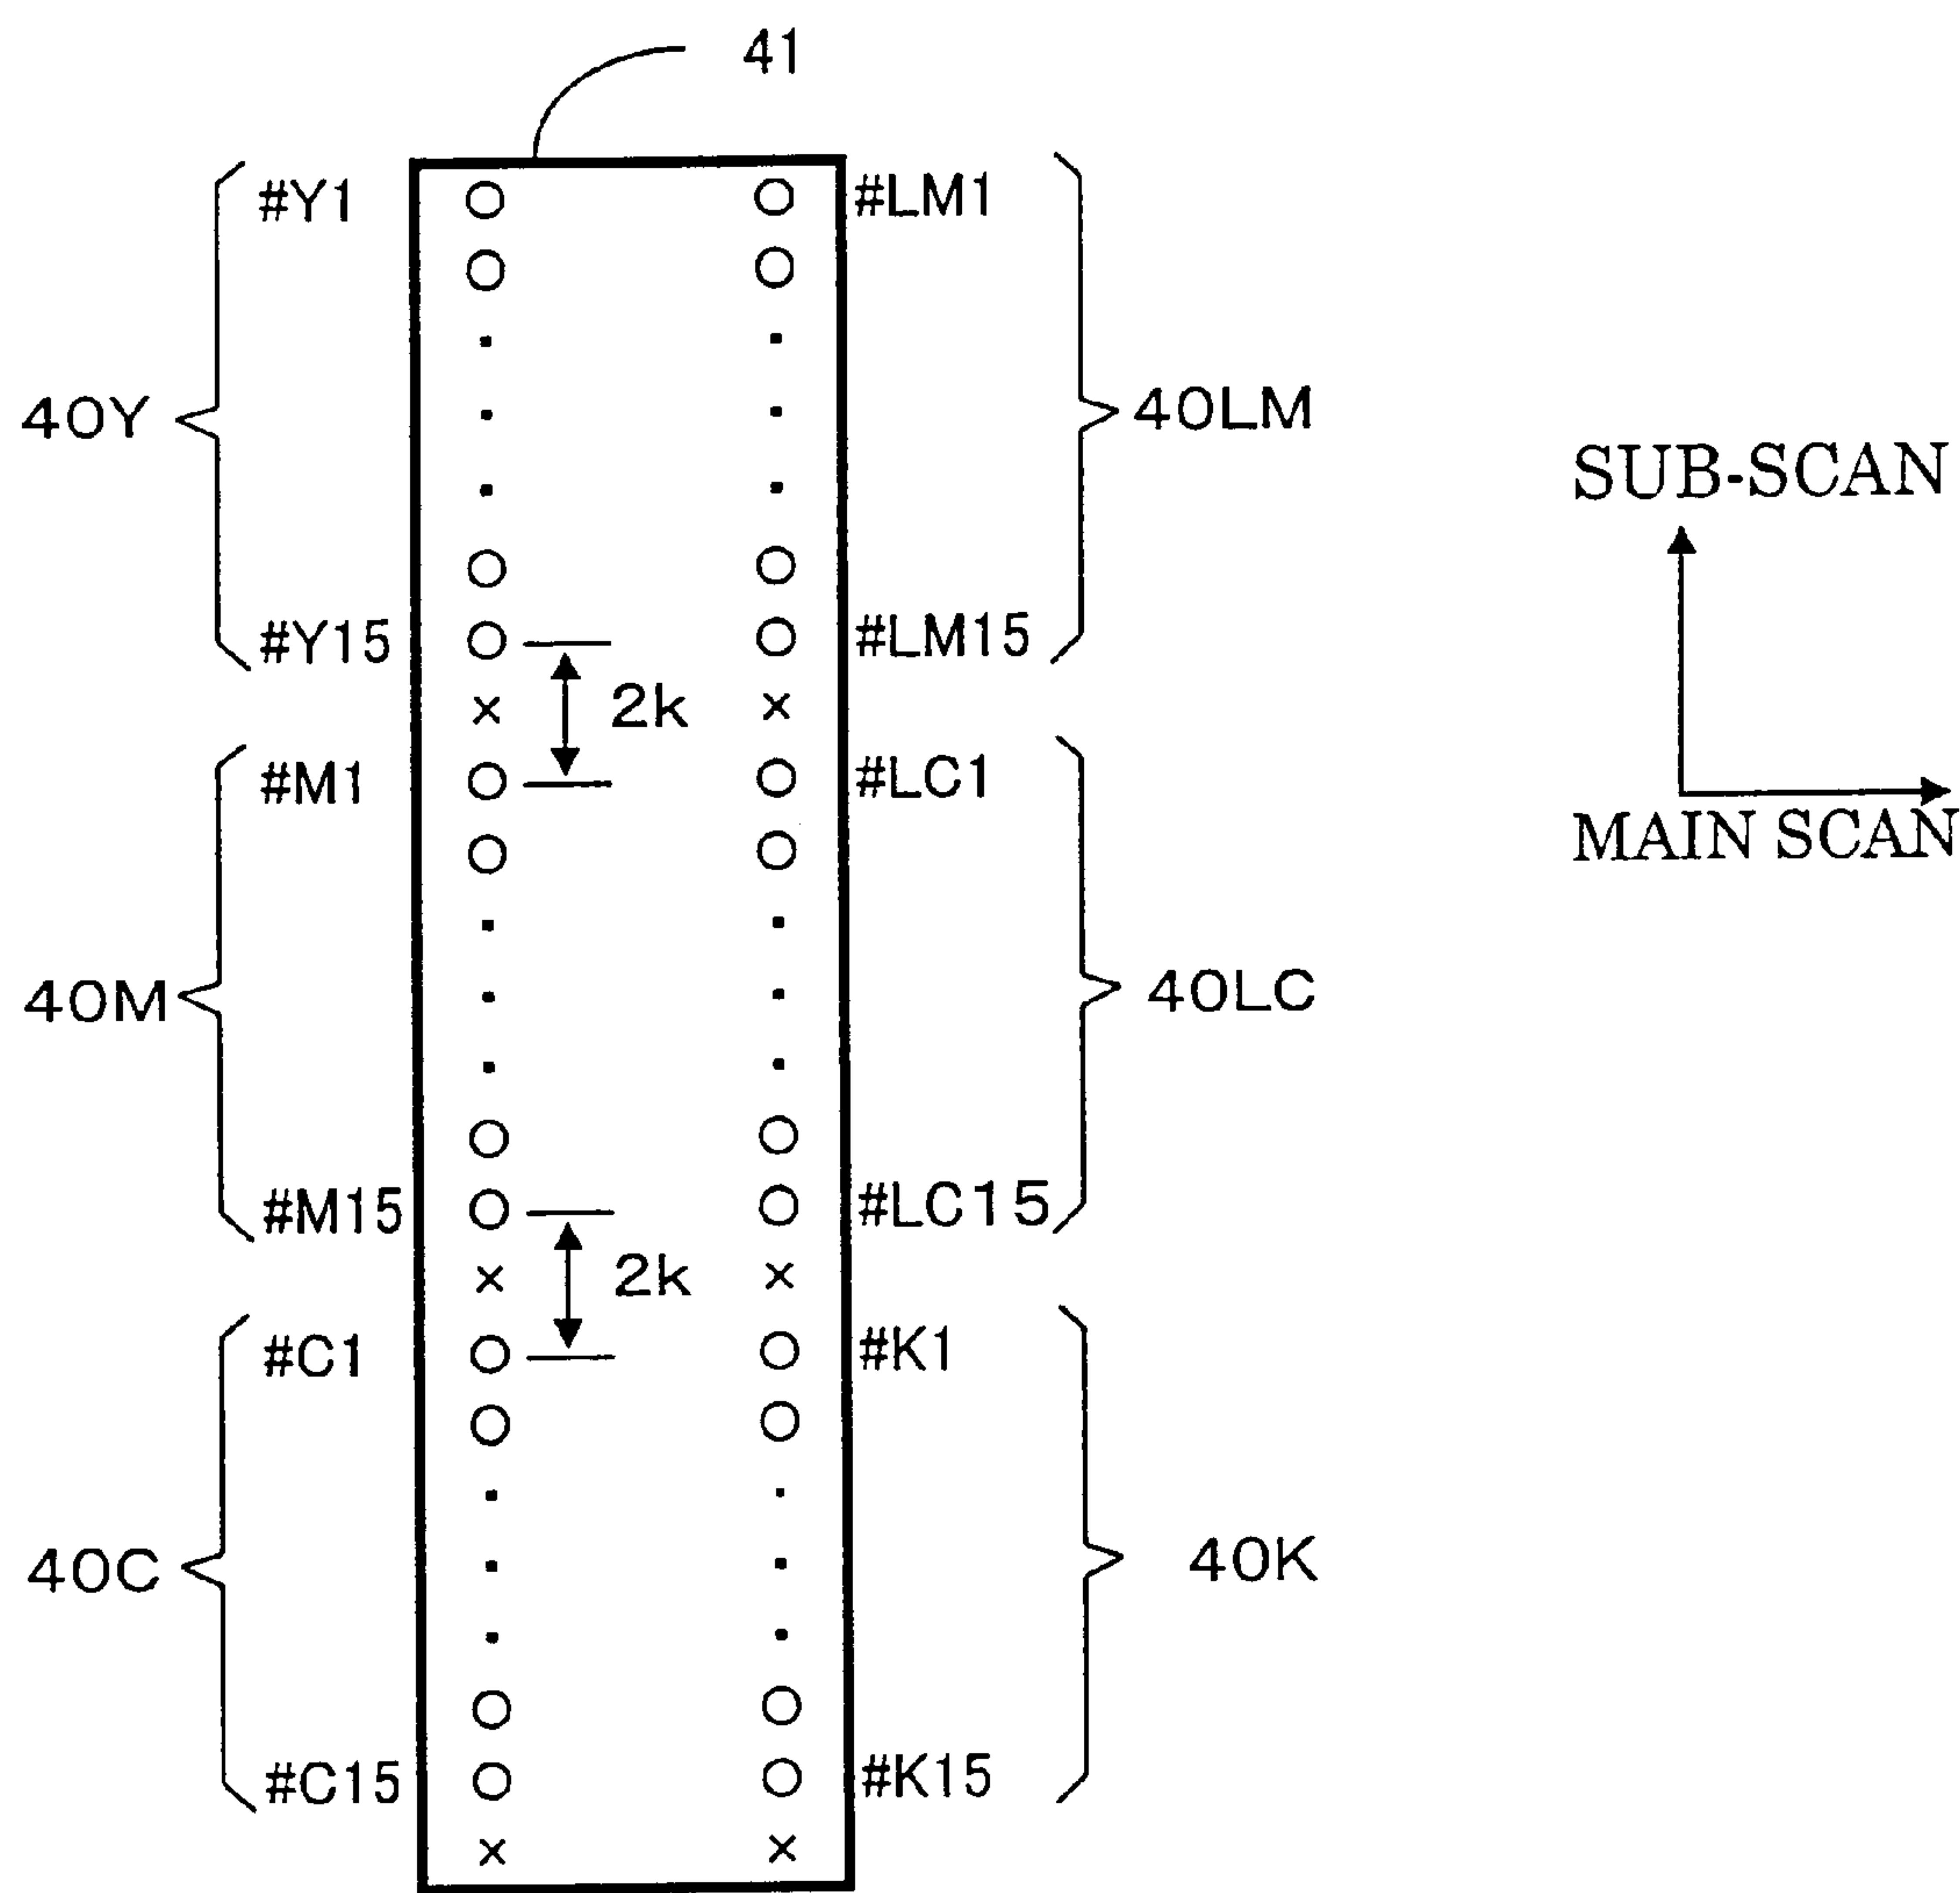 41
#Y1 #LM1
40Y 40LM
SUB-SCAN
#Y15 #LM15
× 2k ×
#M1 #LC1
MAIN SCAN
40M 40LC
#M15 #LC15
× 2k ×
#C1 #K1
40C 40K
#C15 #K15
× ×